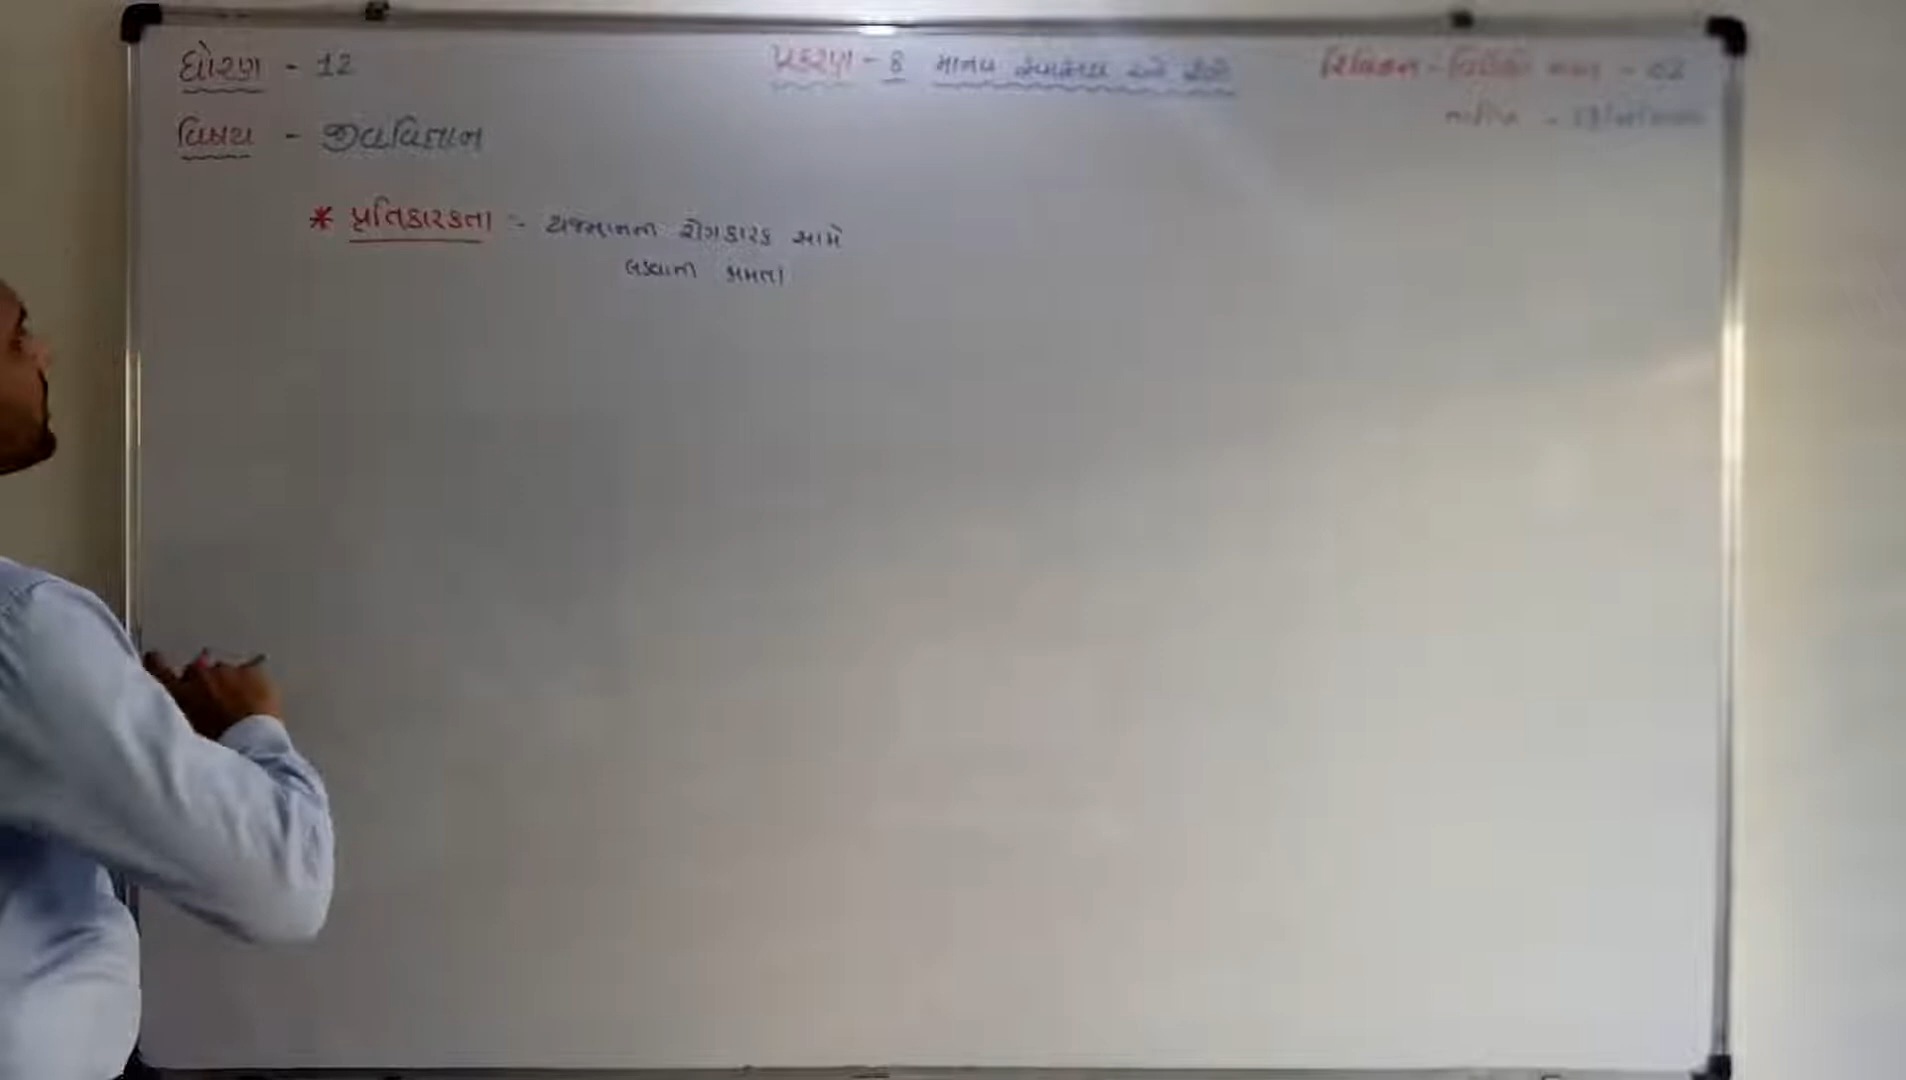 ધોરણ - 12
પ્રકરણ - 8 માનવ સ્વાસ્થ્ય અને રોગો
વિષય - જીવવિજ્ઞાન
* પ્રતિકારકતા :- યજમાનની રોગકારક સામે
લડવાની ક્ષમતા